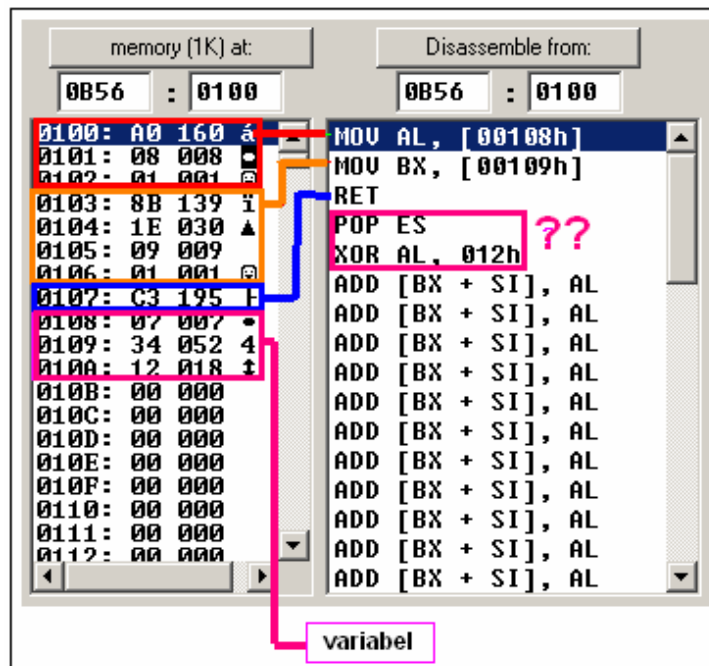 memory (1K) at:
Disassemble from:
0B56 : 0100
0B56 : 0100
0100: A0 160 á
0101: 08 008 ◘
0102: 01 001 ☺
0103: 8B 139 ï
0104: 1E 030 ▲
0105: 09 009
0106: 01 001 ☺
0107: C3 195 ├
0108: 07 007 •
0109: 34 052 4
010A: 12 018 ↕
010B: 00 000
010C: 00 000
010D: 00 000
010E: 00 000
010F: 00 000
0110: 00 000
0111: 00 000
0112: 00 000
MOV AL, [00108h]
MOV BX, [00109h]
RET
POP ES
XOR AL, 012h
??
ADD [BX + SI], AL
ADD [BX + SI], AL
ADD [BX + SI], AL
ADD [BX + SI], AL
ADD [BX + SI], AL
ADD [BX + SI], AL
ADD [BX + SI], AL
ADD [BX + SI], AL
ADD [BX + SI], AL
ADD [BX + SI], AL
ADD [BX + SI], AL
variabel